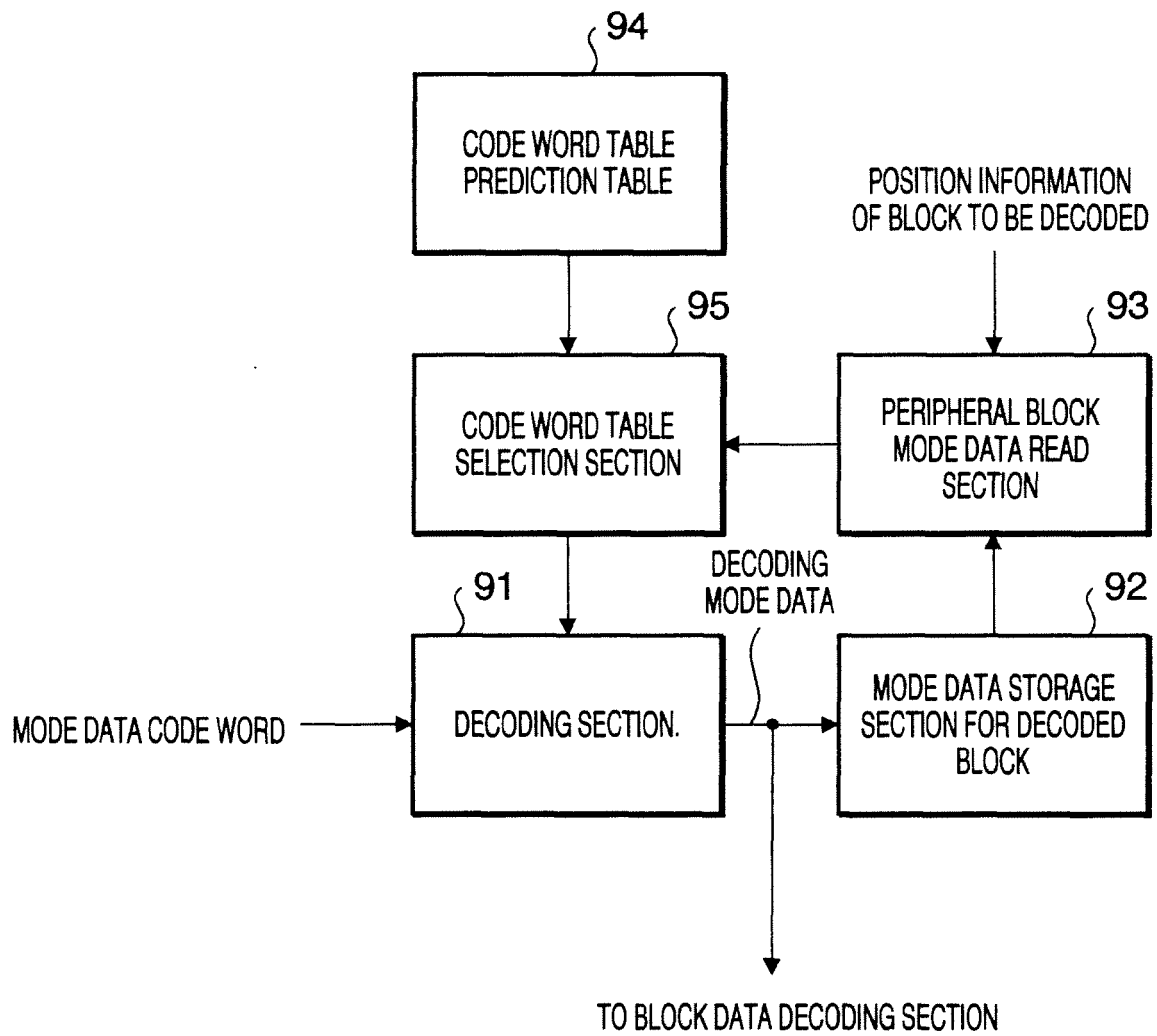 94
CODE WORD TABLE
PREDICTION TABLE
POSITION INFORMATION
OF BLOCK TO BE DECODED
95
93
CODE WORD TABLE
SELECTION SECTION
PERIPHERAL BLOCK
MODE DATA READ
SECTION
DECODING
MODE DATA
91
92
MODE DATA CODE WORD
DECODING SECTION.
MODE DATA STORAGE
SECTION FOR DECODED
BLOCK
TO BLOCK DATA DECODING SECTION